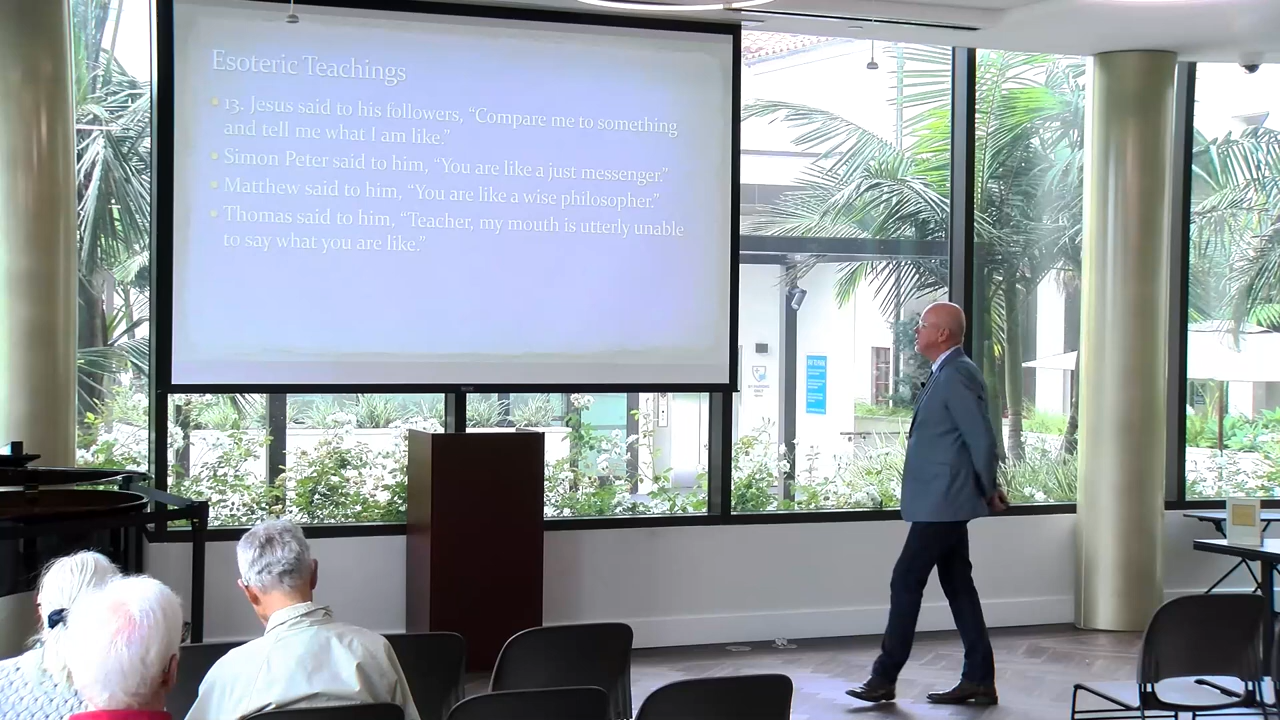 Esoteric Teachings
13. Jesus said to his followers, “Compare me to something
and tell me what I am like.”
Simon Peter said to him, “You are like a just messenger.”
Matthew said to him, “You are like a wise philosopher.”
Thomas said to him, “Teacher, my mouth is utterly unable
to say what you are like.”